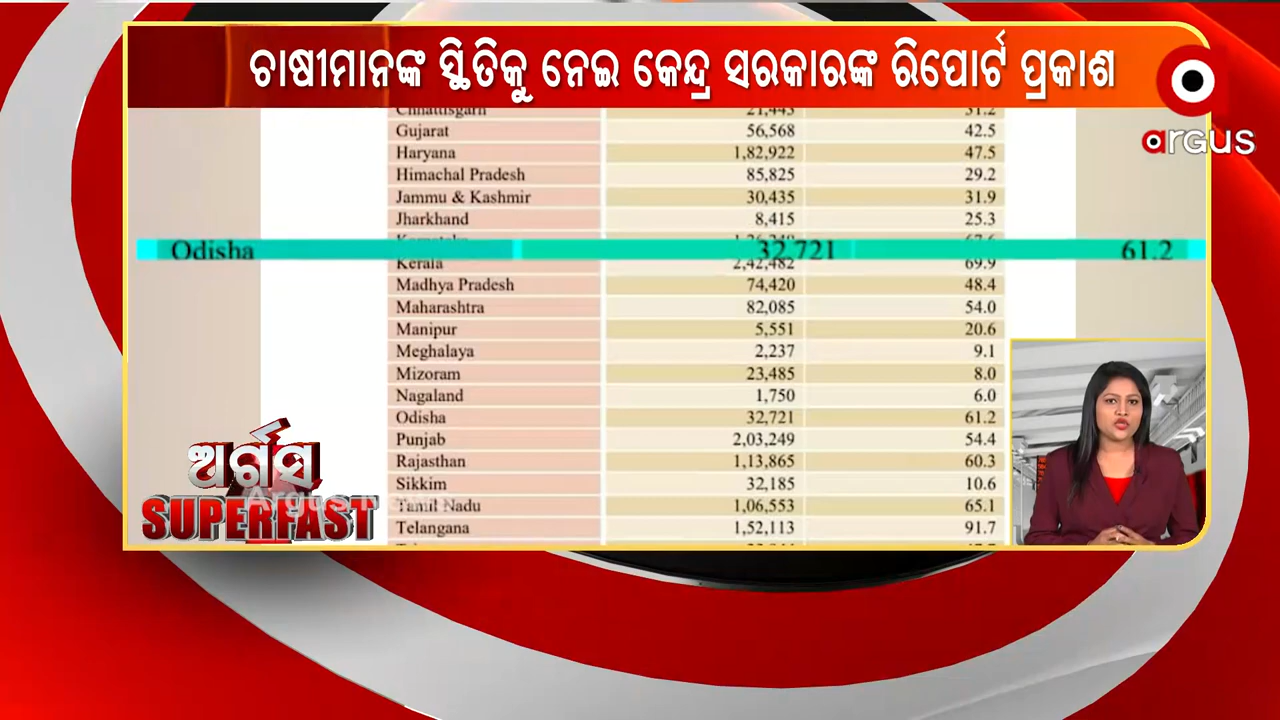 ଚାଷୀମାନଙ୍କ ସ୍ଥିତିକୁ ନେଇ କେନ୍ଦ୍ର ସରକାରଙ୍କ ରିପୋର୍ଟ ପ୍ରକାଶ
argus
Chhattisgarh 21,443 31.2
Gujarat 56,568 42.5
Haryana 1,82,922 47.5
Himachal Pradesh 85,825 29.2
Jammu & Kashmir 30,435 31.9
Jharkhand 8,415 25.3
Odisha 32,721 61.2
Kerala 2,42,482 69.9
Madhya Pradesh 74,420 48.4
Maharashtra 82,085 54.0
Manipur 5,551 20.6
Meghalaya 2,237 9.1
Mizoram 23,485 8.0
Nagaland 1,750 6.0
Odisha 32,721 61.2
Punjab 2,03,249 54.4
Rajasthan 1,13,865 60.3
Sikkim 32,185 10.6
Tamil Nadu 1,06,553 65.1
Telangana 1,52,113 91.7
ଅର୍ଗସ
SUPERFAST